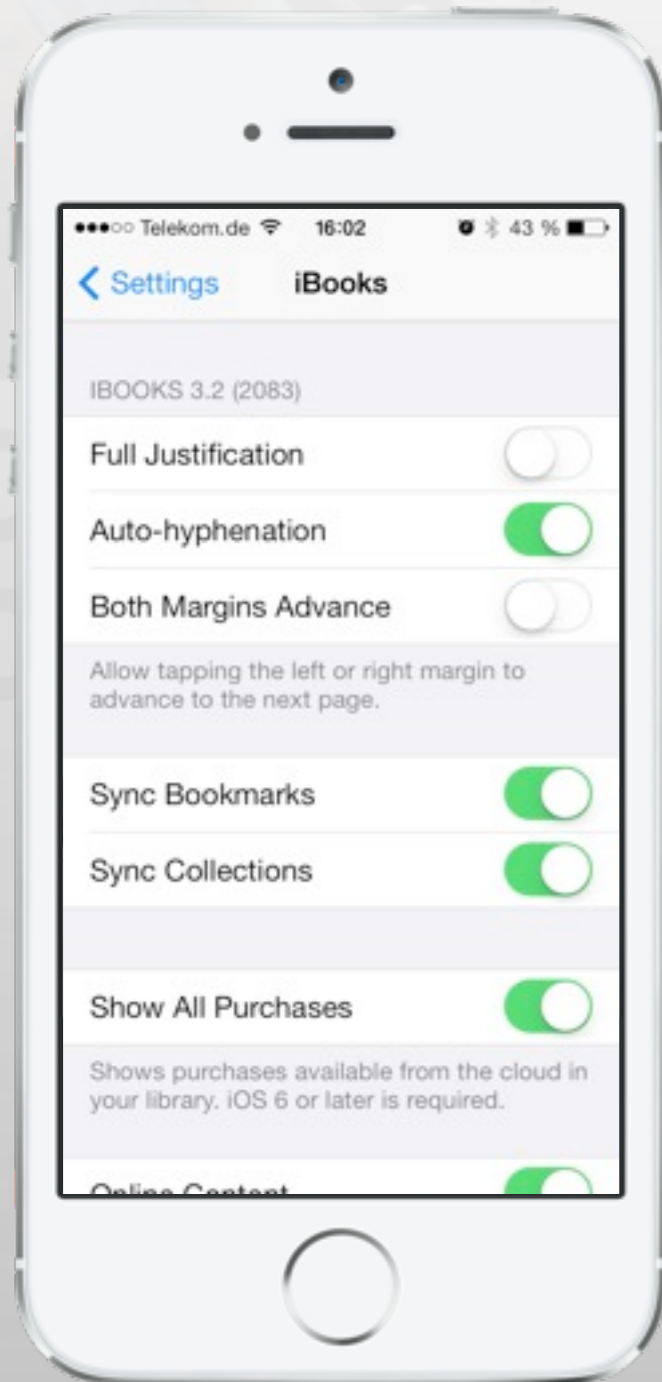 ●●●○○ Telekom.de 16:02 43 %
Settings iBooks
IBOOKS 3.2 (2083)
Full Justification
Auto-hyphenation
Both Margins Advance
Allow tapping the left or right margin to
advance to the next page.
Sync Bookmarks
Sync Collections
Show All Purchases
Shows purchases available from the cloud in
your library. iOS 6 or later is required.
Online Content